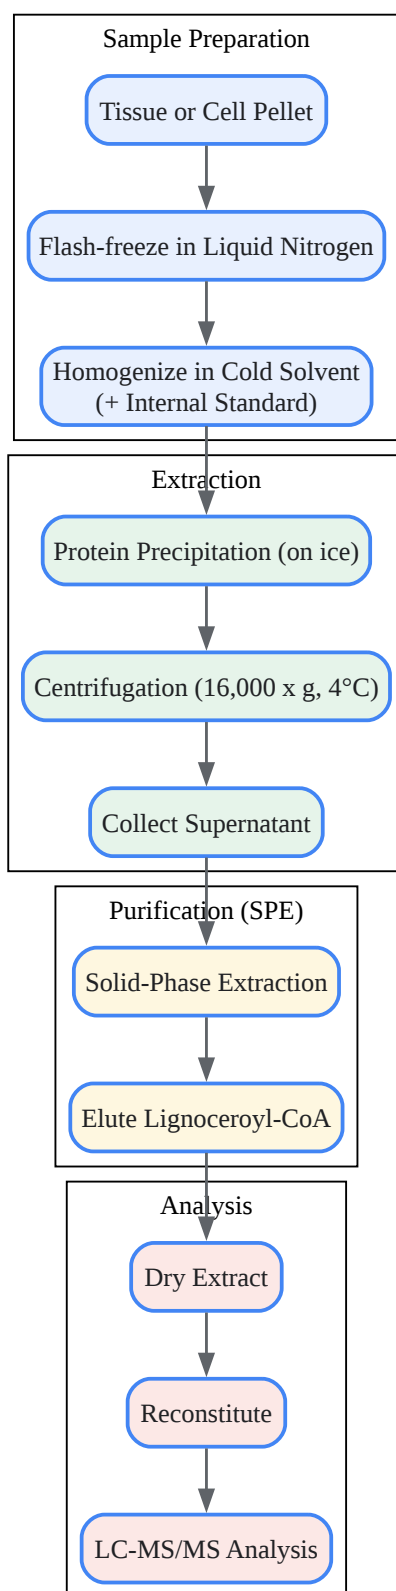 Sample Preparation
Tissue or Cell Pellet
Flash-freeze in Liquid Nitrogen
Homogenize in Cold Solvent
(+ Internal Standard)
Extraction
Protein Precipitation (on ice)
Centrifugation (16,000 x g, 4°C)
Collect Supernatant
Purification (SPE)
Solid-Phase Extraction
Elute Lignoceroyl-CoA
Analysis
Dry Extract
Reconstitute
LC-MS/MS Analysis